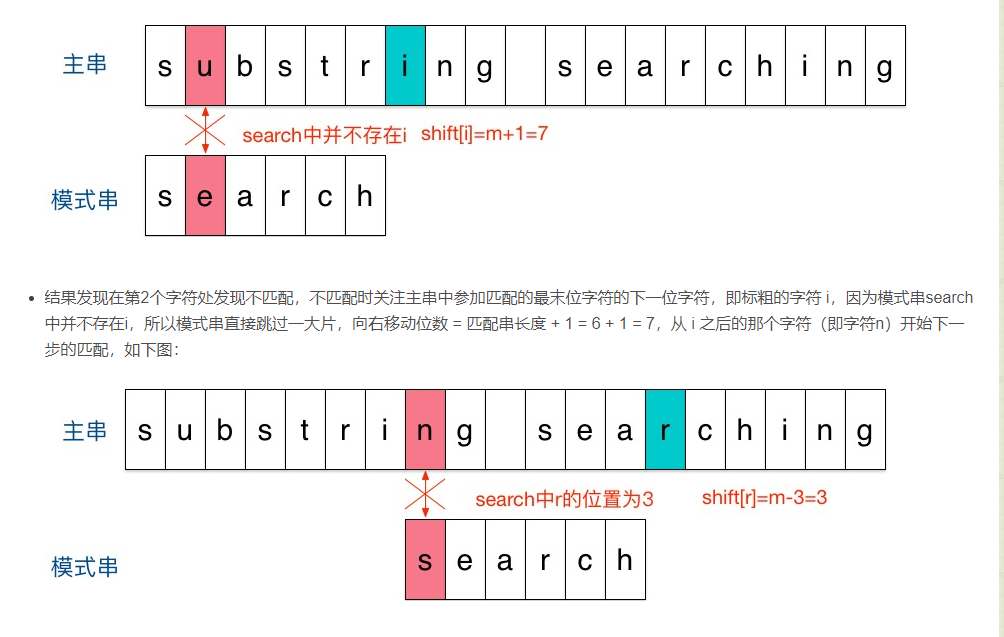 主串 s u b s t r i n g s e a r c h i n g
search中并不存在i shift[i]=m+1=7
模式串 s e a r c h
• 结果发现在第2个字符处发现不匹配，不匹配时关注主串中参加匹配的最末位字符的下一位字符，即标粗的字符 i，因为模式串search
中并不存在i，所以模式串直接跳过一大片，向右移动位数 = 匹配串长度 + 1 = 6 + 1 = 7，从 i 之后的那个字符（即字符n）开始下一
步的匹配，如下图：
主串 s u b s t r i n g s e a r c h i n g
search中r的位置为3 shift[r]=m-3=3
模式串 s e a r c h